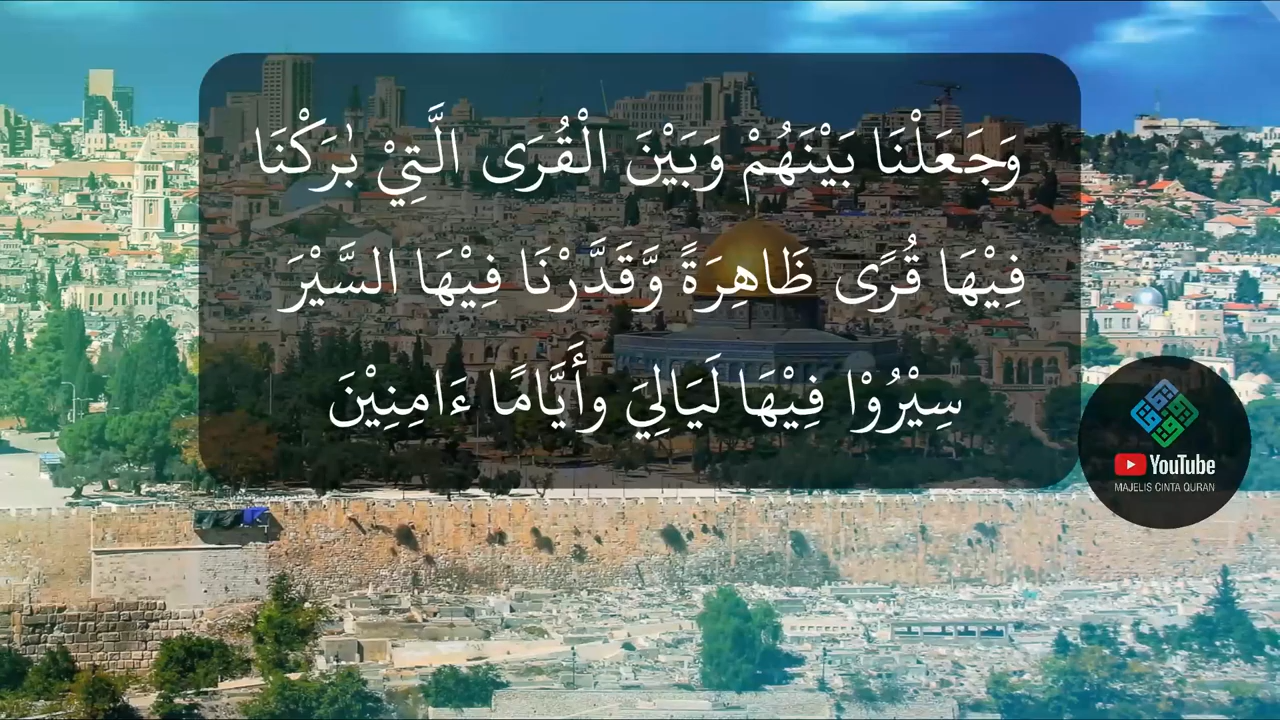 وَجَعَلْنَا بَيْنَهُمْ وَبَيْنَ الْقُرَى الَّتِيْ بٰرَكْنَا
فِيْهَا قُرًى ظَاهِرَةً وَّقَدَّرْنَا فِيْهَا السَّيْرَ
سِيْرُوْا فِيْهَا لَيَالِيَ وأَيَّامًا ءَامِنِيْنَ
YouTube
MAJELIS CINTA QURAN